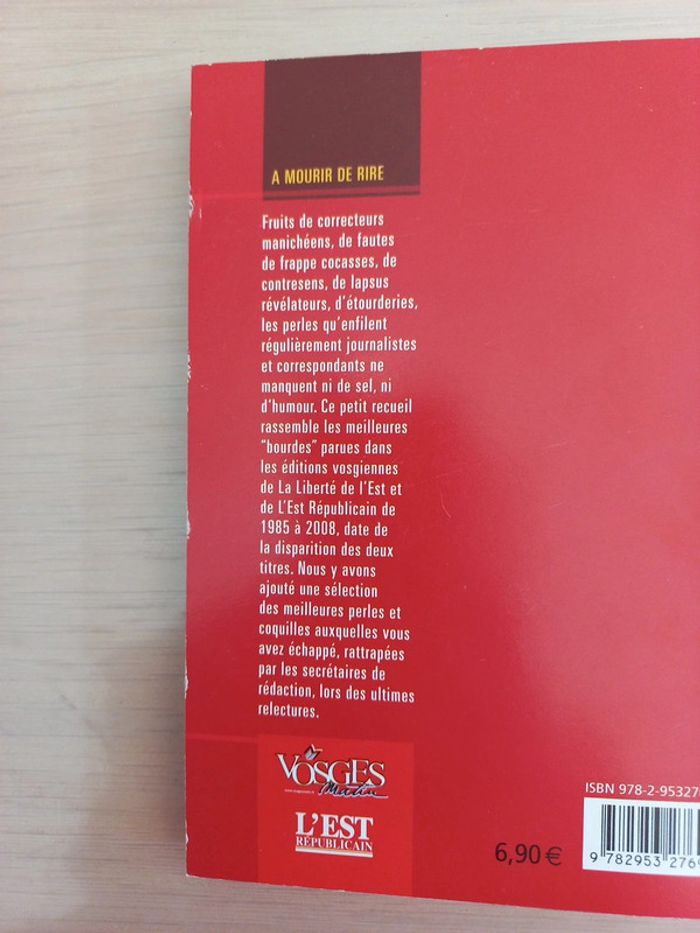 A MOURIR DE RIRE
Fruits de correcteurs
manichéens, de fautes
de frappe cocasses, de
contresens, de lapsus
révélateurs, d'étourderies,
les perles qu'enfilent
régulièrement journalistes
et correspondants ne
manquent ni de sel, ni
d'humour. Ce petit recueil
rassemble les meilleures
“bourdes” parues dans
les éditions vosgiennes
de La Liberté de l'Est et
de L'Est Républicain de
1985 à 2008, date de
la disparition des deux
titres. Nous y avons
ajouté une sélection
des meilleures perles et
coquilles auxquelles vous
avez échappé, rattrapées
par les secrétaires de
rédaction, lors des ultimes
relectures.
VOSGES
Matin
L'EST
RÉPUBLICAIN
6,90 €
ISBN 978-2-95327
9 782953 276